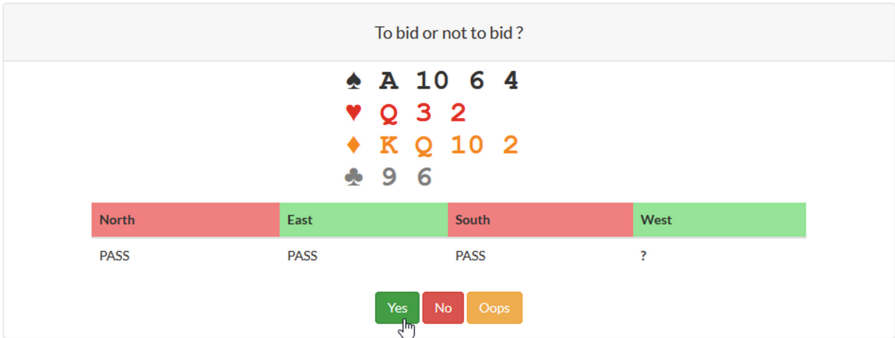 To bid or not to bid ?
♠ A 10 6 4
♥ Q 3 2
♦ K Q 10 2
♣ 9 6
North East South West
PASS PASS PASS ?
Yes No Oops